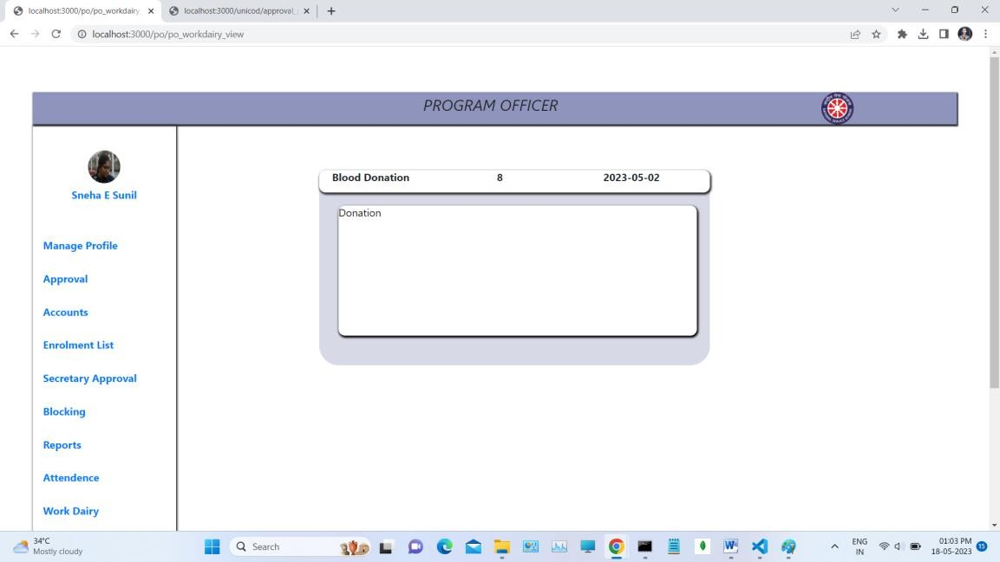 localhost:3000/po/po_workdairy_
localhost:3000/unicod/approval_
localhost:3000/po/po_workdairy_view
PROGRAM OFFICER
Sneha E Sunil
Manage Profile
Approval
Accounts
Enrolment List
Secretary Approval
Blocking
Reports
Attendence
Work Dairy
Blood Donation 8 2023-05-02
Donation
34°C
Mostly cloudy
Search
ENG
IN
01:03 PM
18-05-2023
15